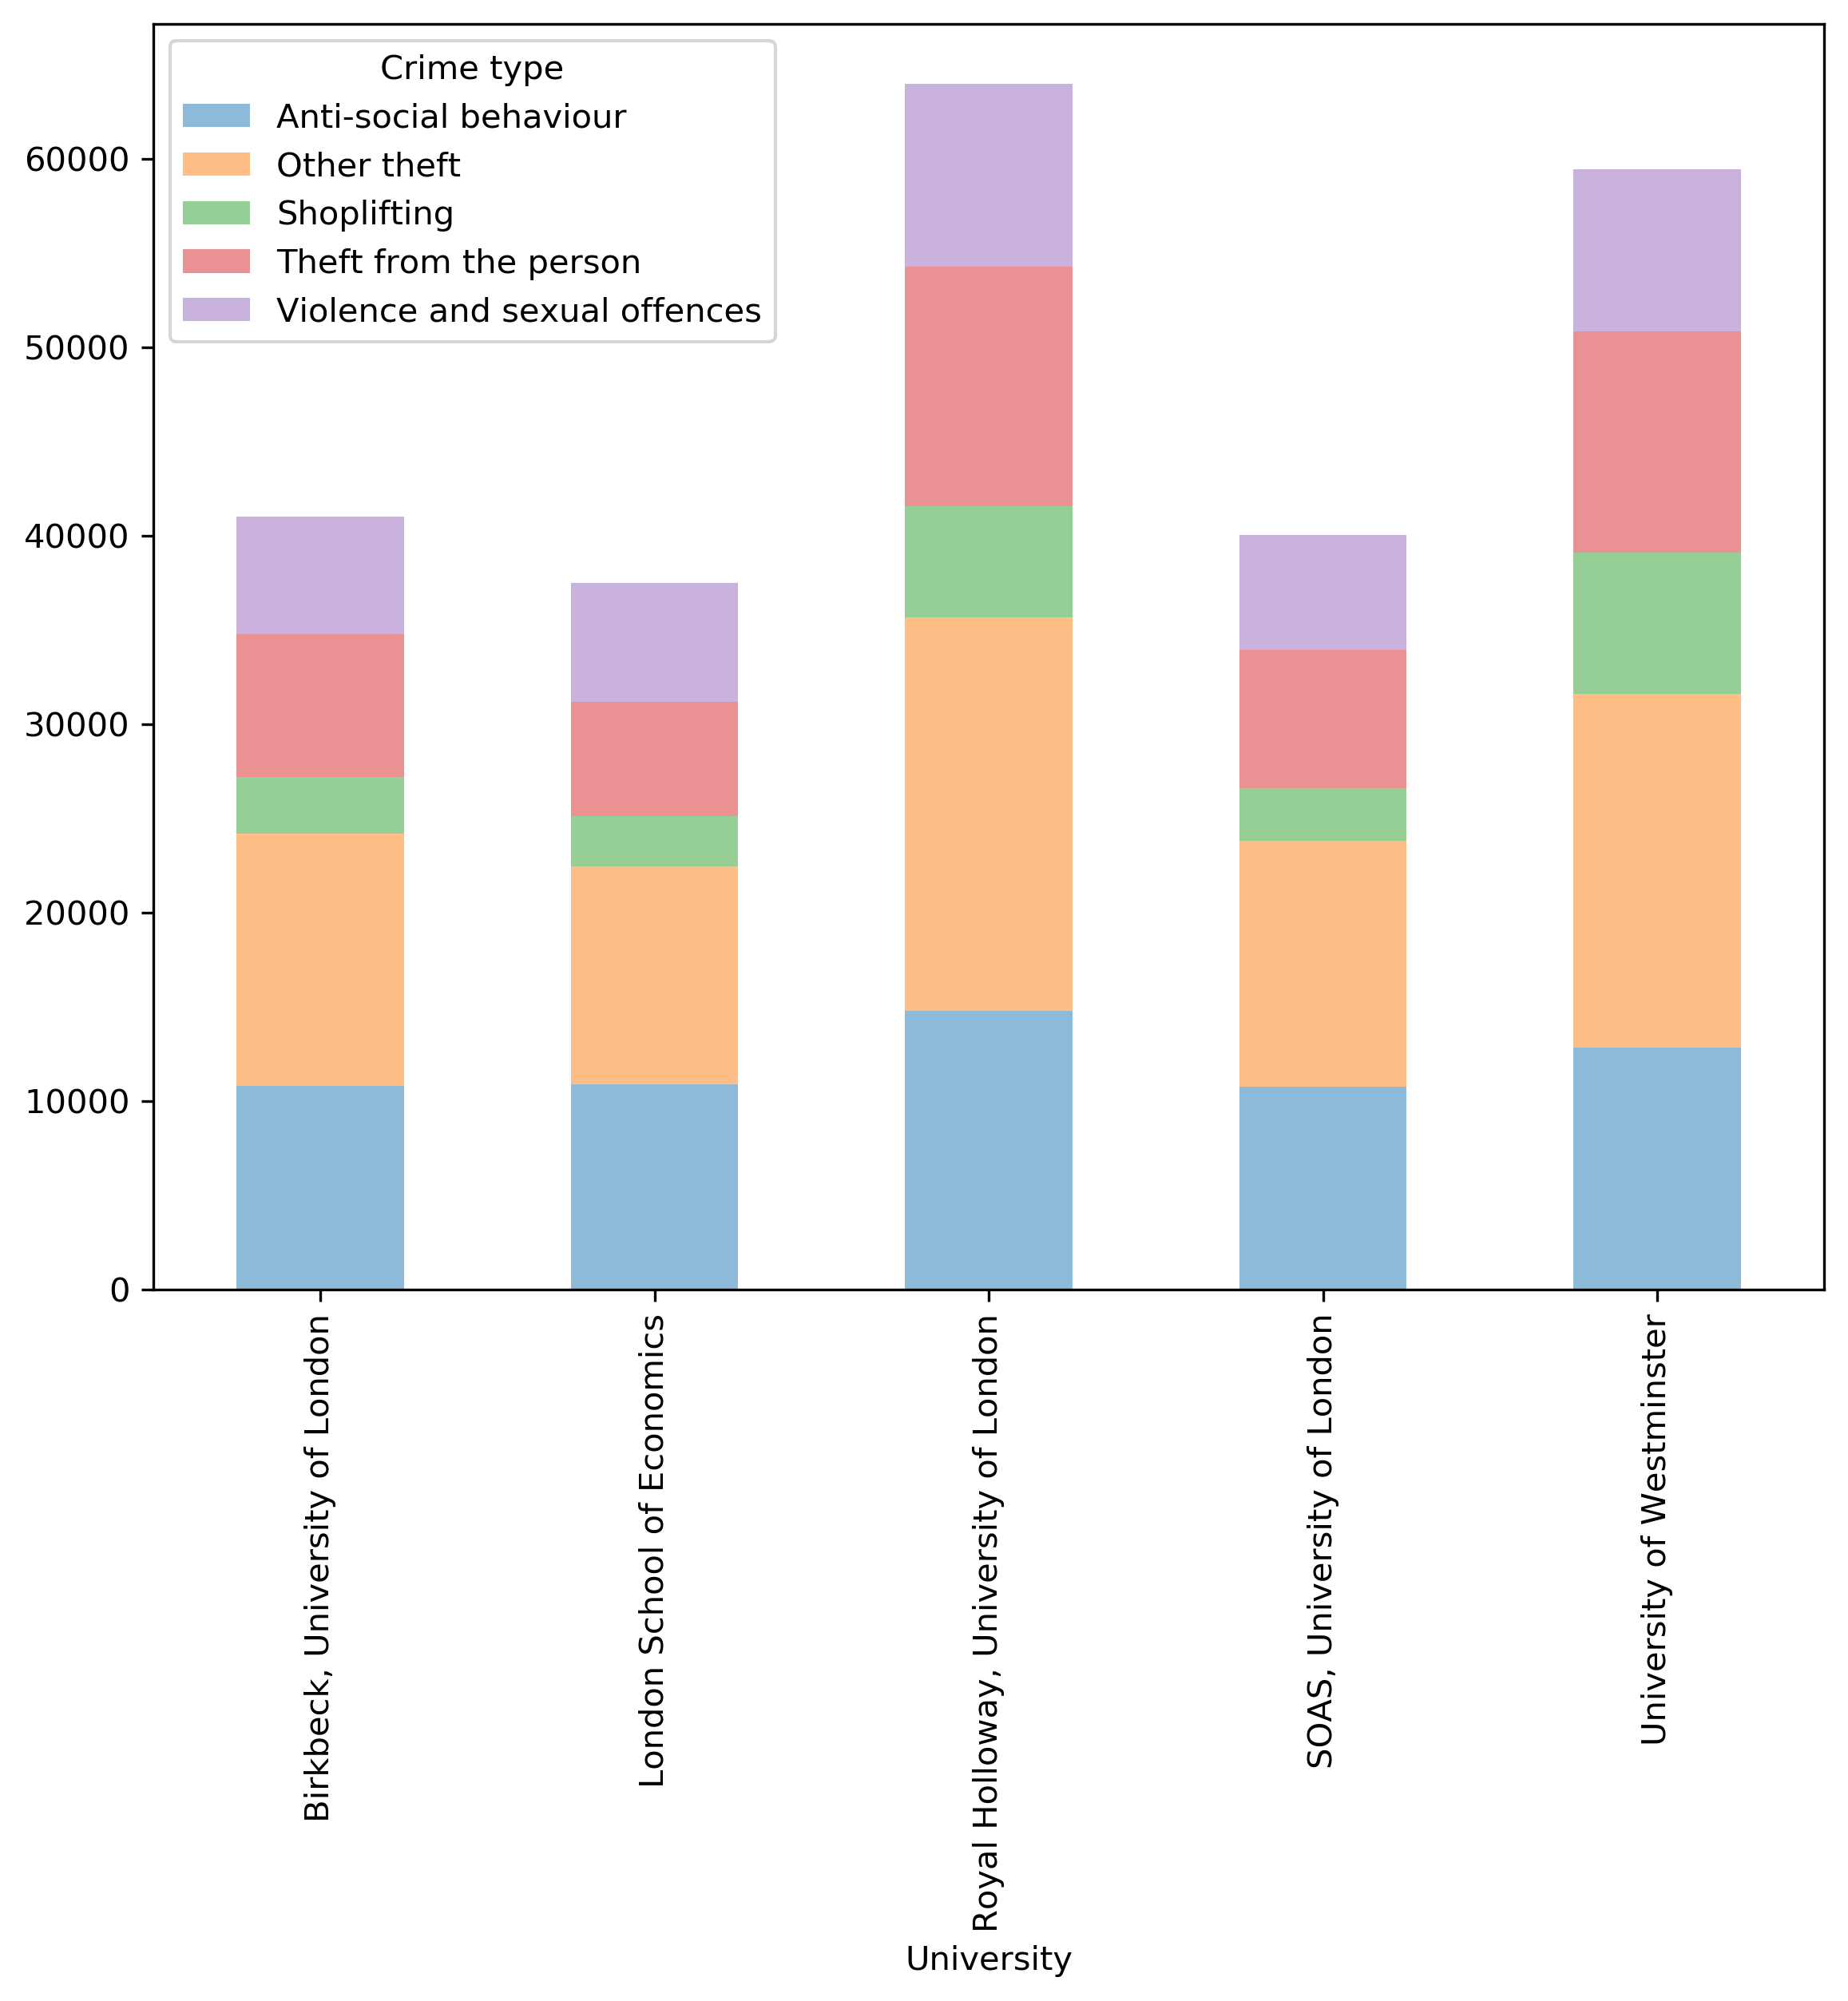 Crime type
Anti-social behaviour
Other theft
Shoplifting
Theft from the person
Violence and sexual offences
60000
50000
40000
30000
20000
10000
0
Birkbeck, University of London
London School of Economics
Royal Holloway, University of London
SOAS, University of London
University of Westminster
University